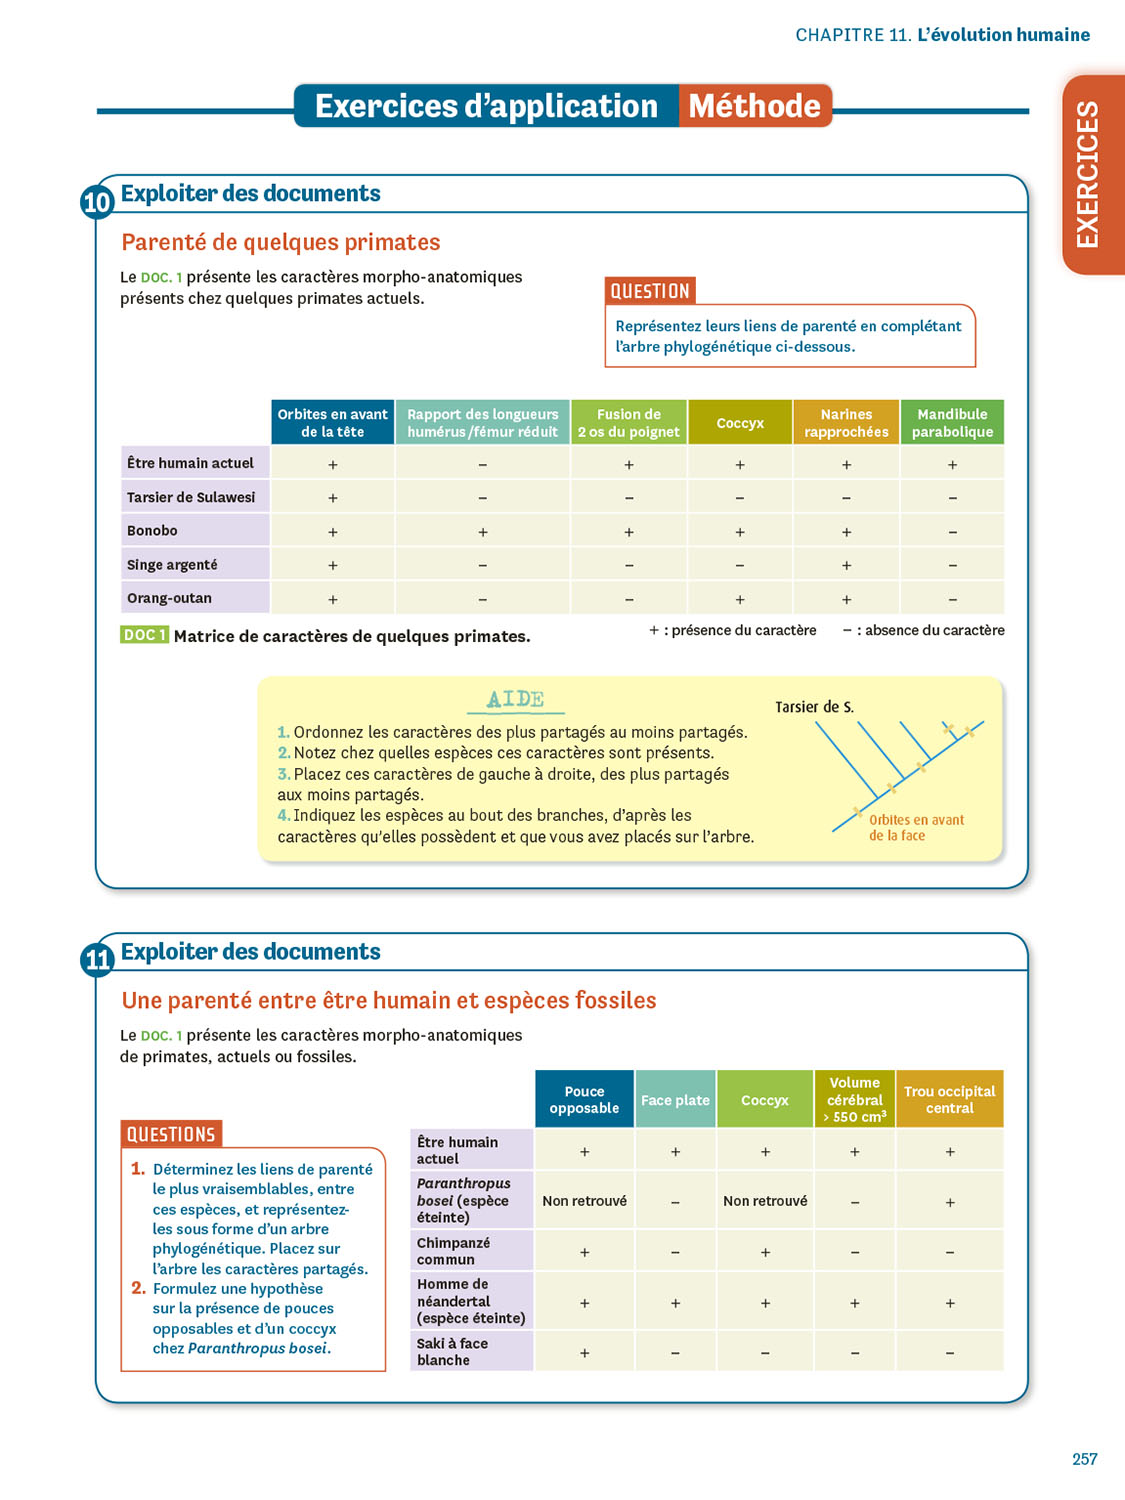 CHAPITRE 11. L'évolution humaine
EXERCICES
Exercices d'application Méthode
10 Exploiter des documents
Parenté de quelques primates
Le DOC. 1 présente les caractères morpho-anatomiques
présents chez quelques primates actuels.
QUESTION
Représentez leurs liens de parenté en complétant
l'arbre phylogénétique ci-dessous.
Orbites en avant de la tête | Rapport des longueurs humérus/fémur réduit | Fusion de 2 os du poignet | Coccyx | Narines rapprochées | Mandibule parabolique
Être humain actuel + – + + + +
Tarsier de Sulawesi + – – – – –
Bonobo + + + + + –
Singe argenté + – – – + –
Orang-outan + – – + + –
DOC 1 Matrice de caractères de quelques primates.
+ : présence du caractère – : absence du caractère
AIDE
1. Ordonnez les caractères des plus partagés au moins partagés.
2. Notez chez quelles espèces ces caractères sont présents.
3. Placez ces caractères de gauche à droite, des plus partagés
aux moins partagés.
4. Indiquez les espèces au bout des branches, d'après les
caractères qu'elles possèdent et que vous avez placés sur l'arbre.
Tarsier de S.
Orbites en avant
de la face
11 Exploiter des documents
Une parenté entre être humain et espèces fossiles
Le DOC. 1 présente les caractères morpho-anatomiques
de primates, actuels ou fossiles.
QUESTIONS
1. Déterminez les liens de parenté
le plus vraisemblables, entre
ces espèces, et représentez-
les sous forme d'un arbre
phylogénétique. Placez sur
l'arbre les caractères partagés.
2. Formulez une hypothèse
sur la présence de pouces
opposables et d'un coccyx
chez Paranthropus bosei.
Pouce opposable | Face plate | Coccyx | Volume cérébral > 550 cm³ | Trou occipital central
Être humain actuel + + + + +
Paranthropus bosei (espèce éteinte) Non retrouvé – Non retrouvé – +
Chimpanzé commun + – + – –
Homme de néandertal (espèce éteinte) + + + + +
Saki à face blanche + – – – –
257